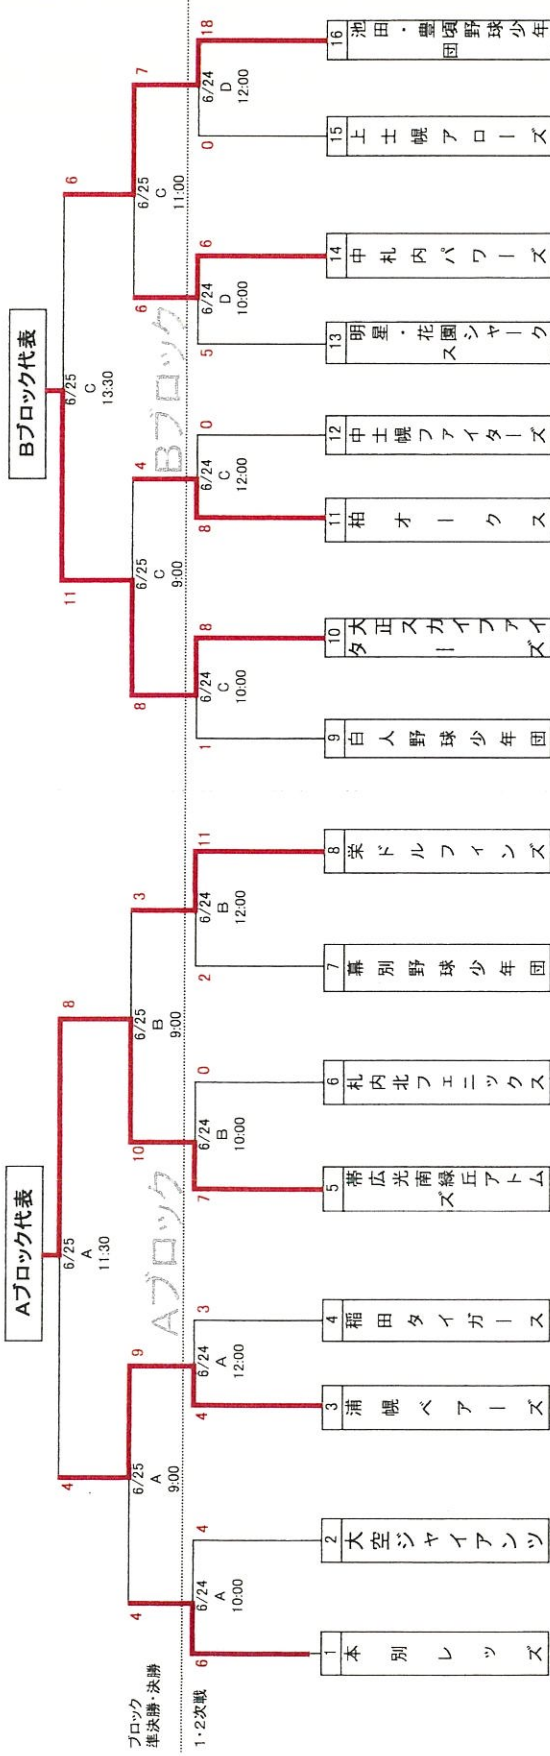 Aブロック代表
Bブロック代表
8
6
6/25
A
11:30
6/25
C
13:30
4
11
ブロック
準決勝・決勝
9
3
4
7
6/25
A
9:00
6/25
B
9:00
6/25
C
9:00
6/25
C
11:00
4
10
8
6
Aブロック
Bブロック
1・2次戦
4
3
0
11
8
0
6
18
6/24
A
10:00
6/24
A
12:00
6/24
B
10:00
6/24
B
12:00
6/24
C
10:00
6/24
C
12:00
6/24
D
10:00
6/24
D
12:00
6
4
7
2
1
8
5
0
1 本別レッズ
2 大空ジャイアンツ
3 浦幌ベアーズ
4 稲田タイガース
5 帯広光南緑丘アトムズ
6 札内北フェニックス
7 幕別野球少年団
8 栄ドルフィンズ
9 白人野球少年団
10 大正スカイファイターズ
11 柏オークス
12 中士幌ファイターズ
13 明星・花園シャークス
14 中札内パワーズ
15 上士幌アローズ
16 池田・豊頃野球少年団